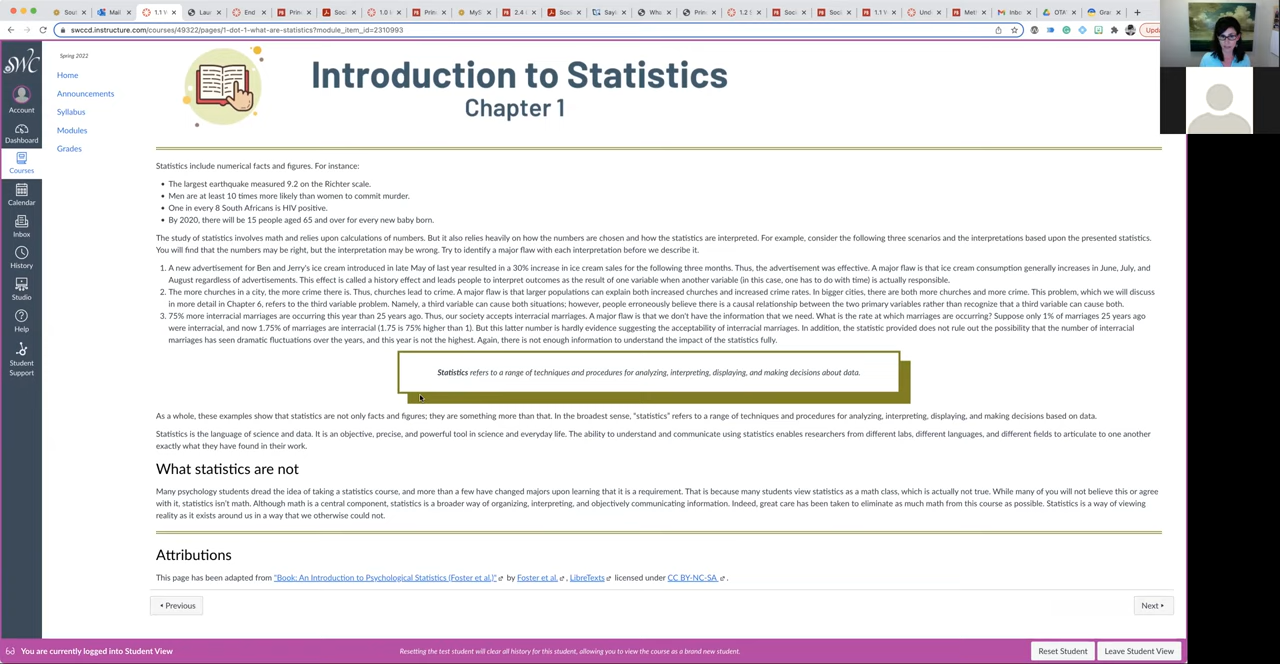 Mail
1.1 V
Lau
End
Prin
Soci
1.0 I
Prin
MyS
2.4
Soci
Sayl
Wha
Prin
1.2 S
Soci
Soci
1.1 V
Und
Met
Inbo
OTA
Gra
swccd.instructure.com/courses/49322/pages/1-dot-1-what-are-statistics?module_item_id=2310993
Upda
SWC
Account
Dashboard
Courses
Calendar
Inbox
History
Studio
Help
Student
Support
Spring 2022
Home
Announcements
Syllabus
Modules
Grades
Introduction to Statistics
Chapter 1
Statistics include numerical facts and figures. For instance:
• The largest earthquake measured 9.2 on the Richter scale.
• Men are at least 10 times more likely than women to commit murder.
• One in every 8 South Africans is HIV positive.
• By 2020, there will be 15 people aged 65 and over for every new baby born.
The study of statistics involves math and relies upon calculations of numbers. But it also relies heavily on how the numbers are chosen and how the statistics are interpreted. For example, consider the following three scenarios and the interpretations based upon the presented statistics.
You will find that the numbers may be right, but the interpretation may be wrong. Try to identify a major flaw with each interpretation before we describe it.
1. A new advertisement for Ben and Jerry's ice cream introduced in late May of last year resulted in a 30% increase in ice cream sales for the following three months. Thus, the advertisement was effective. A major flaw is that ice cream consumption generally increases in June, July, and
August regardless of advertisements. This effect is called a history effect and leads people to interpret outcomes as the result of one variable when another variable (in this case, one has to do with time) is actually responsible.
2. The more churches in a city, the more crime there is. Thus, churches lead to crime. A major flaw is that larger populations can explain both increased churches and increased crime rates. In bigger cities, there are both more churches and more crime. This problem, which we will discuss
in more detail in Chapter 6, refers to the third variable problem. Namely, a third variable can cause both situations; however, people erroneously believe there is a causal relationship between the two primary variables rather than recognize that a third variable can cause both.
3. 75% more interracial marriages are occurring this year than 25 years ago. Thus, our society accepts interracial marriages. A major flaw is that we don't have the information that we need. What is the rate at which marriages are occurring? Suppose only 1% of marriages 25 years ago
were interracial, and now 1.75% of marriages are interracial (1.75 is 75% higher than 1). But this latter number is hardly evidence suggesting the acceptability of interracial marriages. In addition, the statistic provided does not rule out the possibility that the number of interracial
marriages has seen dramatic fluctuations over the years, and this year is not the highest. Again, there is not enough information to understand the impact of the statistics fully.
Statistics refers to a range of techniques and procedures for analyzing, interpreting, displaying, and making decisions about data.
As a whole, these examples show that statistics are not only facts and figures; they are something more than that. In the broadest sense, "statistics" refers to a range of techniques and procedures for analyzing, interpreting, displaying, and making decisions based on data.
Statistics is the language of science and data. It is an objective, precise, and powerful tool in science and everyday life. The ability to understand and communicate using statistics enables researchers from different labs, different languages, and different fields to articulate to one another
exactly what they have found in their work.
What statistics are not
Many psychology students dread the idea of taking a statistics course, and more than a few have changed majors upon learning that it is a requirement. That is because many students view statistics as a math class, which is actually not true. While many of you will not believe this or agree
with it, statistics isn't math. Although math is a central component, statistics is a broader way of organizing, interpreting, and objectively communicating information. Indeed, great care has been taken to eliminate as much math from this course as possible. Statistics is a way of viewing
reality as it exists around us in a way that we otherwise could not.
Attributions
This page has been adapted from "Book: An Introduction to Psychological Statistics (Foster et al.)" by Foster et al., LibreTexts licensed under CC BY-NC-SA .
Previous
Next
You are currently logged into Student View
Resetting the test student will clear all history for this student, allowing you to view the course as a brand new student.
Reset Student
Leave Student View